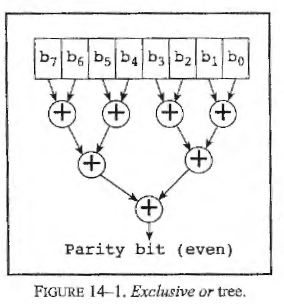 b₇ b₆ b₅ b₄ b₃ b₂ b₁ b₀
+ + + +
+ +
+
Parity bit (even)
FIGURE 14–1. Exclusive or tree.